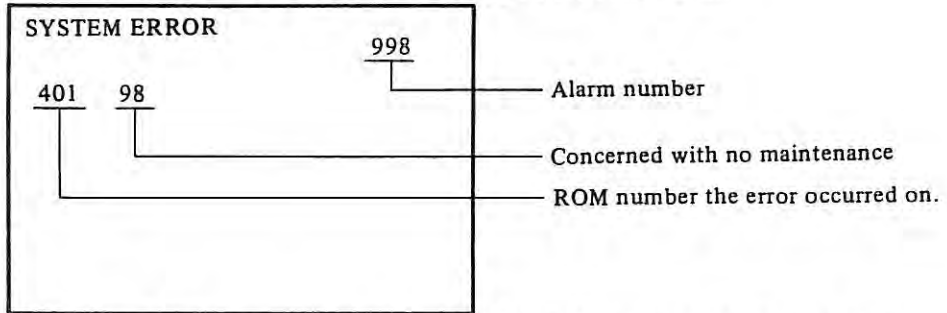 SYSTEM ERROR
998
401 98
Alarm number
Concerned with no maintenance
ROM number the error occurred on.